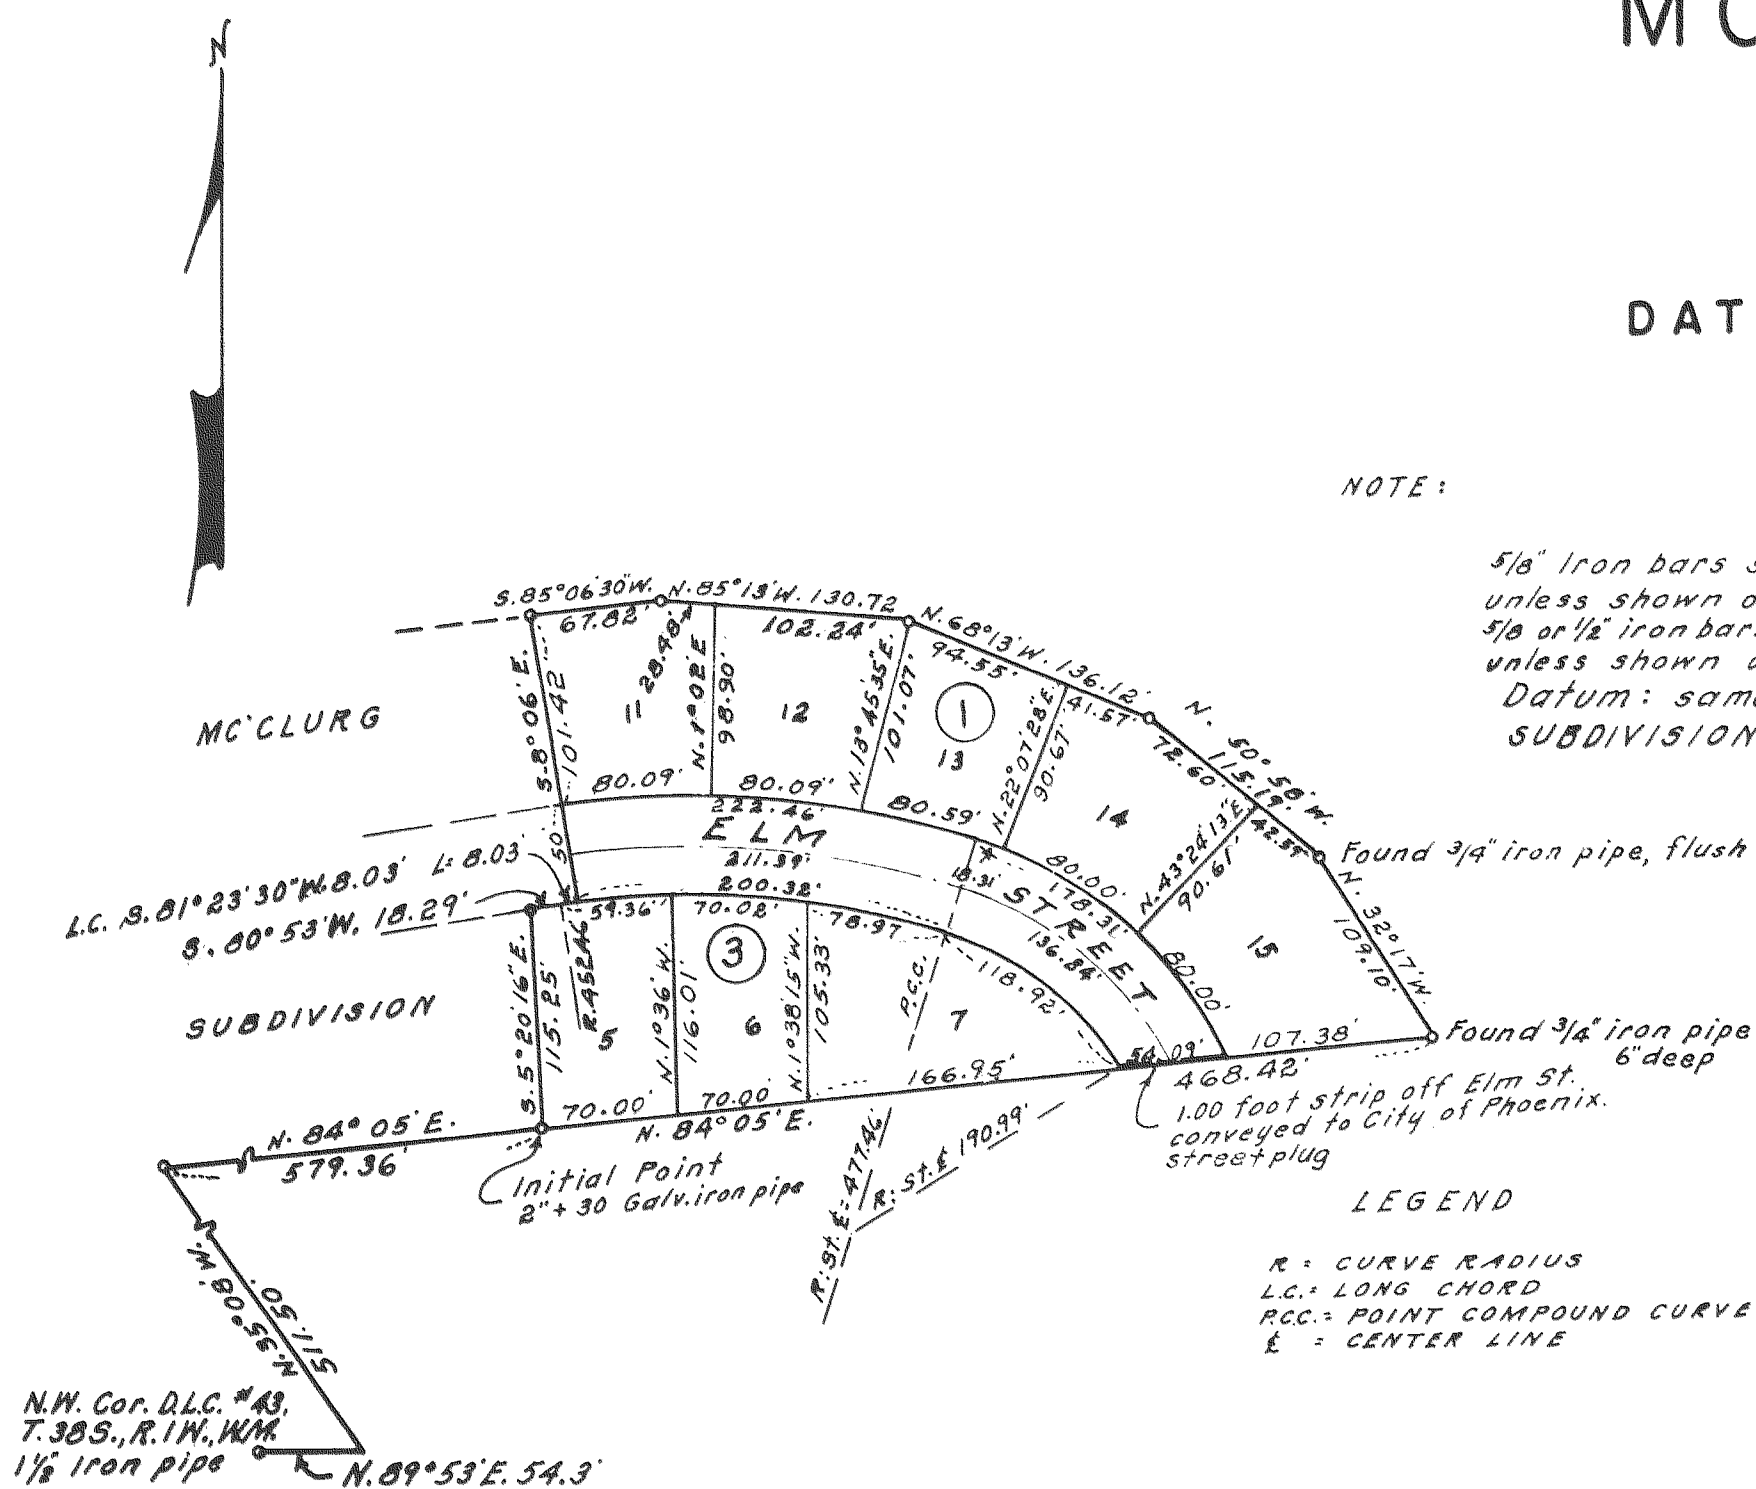 N
MC
DAT
NOTE:
5/8" Iron bars s
unless shown o
5/8 or 1/2" iron bar
unless shown
Datum: sam
SUBDIVISION
S.85°06'30"W.
67.82'
N.85°13'W. 130.72
102.24'
N.68°13'W. 136.12'
94.55'
41.57'
N. 50°58'W.
115.19'
72.60'
42.59
Found 3/4" iron pipe, flush
N. 32°17'W.
109.10'
Found 3/4" iron pipe
6" deep
MC'CLURG
SUBDIVISION
S.8°06'E.
101.42'
11
28.48'
N.1°02'E
98.90'
12
N.13°45'35"E.
101.07'
1
13
N.22°07'28"E.
90.67'
14
N.43°24'13"E.
90.61'
15
80.09'
80.09'
80.59'
80.00'
80.00'
222.46'
ELM STREET
211.39'
200.32'
18.31'
178.31'
136.84'
50'
L.C. S.81°23'30"W. 8.03' L= 8.03'
S. 80°53'W. 18.29'
59.36'
70.02'
78.97
118.92'
3
S.5°20'16"E.
115.25'
R.452.46
5
N.1°36'W
116.01'
6
N.1°38'15"W.
105.33'
P.C.C.
7
70.00'
70.00
166.95'
54.09'
107.38'
468.42'
N. 84°05'E.
N. 84°05'E.
579.36'
Initial Point
2"+30 Galv. iron pipe
R: St. ℄ = 477.46'
R: St. ℄ 190.99'
1.00 foot strip off Elm St.
conveyed to City of Phoenix.
street plug
LEGEND
R = CURVE RADIUS
L.C.= LONG CHORD
P.C.C.= POINT COMPOUND CURVE
℄ = CENTER LINE
N.35°08'W.
511.50'
N.W. Cor. D.L.C. #43,
T.38S., R.1W., W.M.
1 1/2" Iron pipe
N.89°53'E. 54.3'